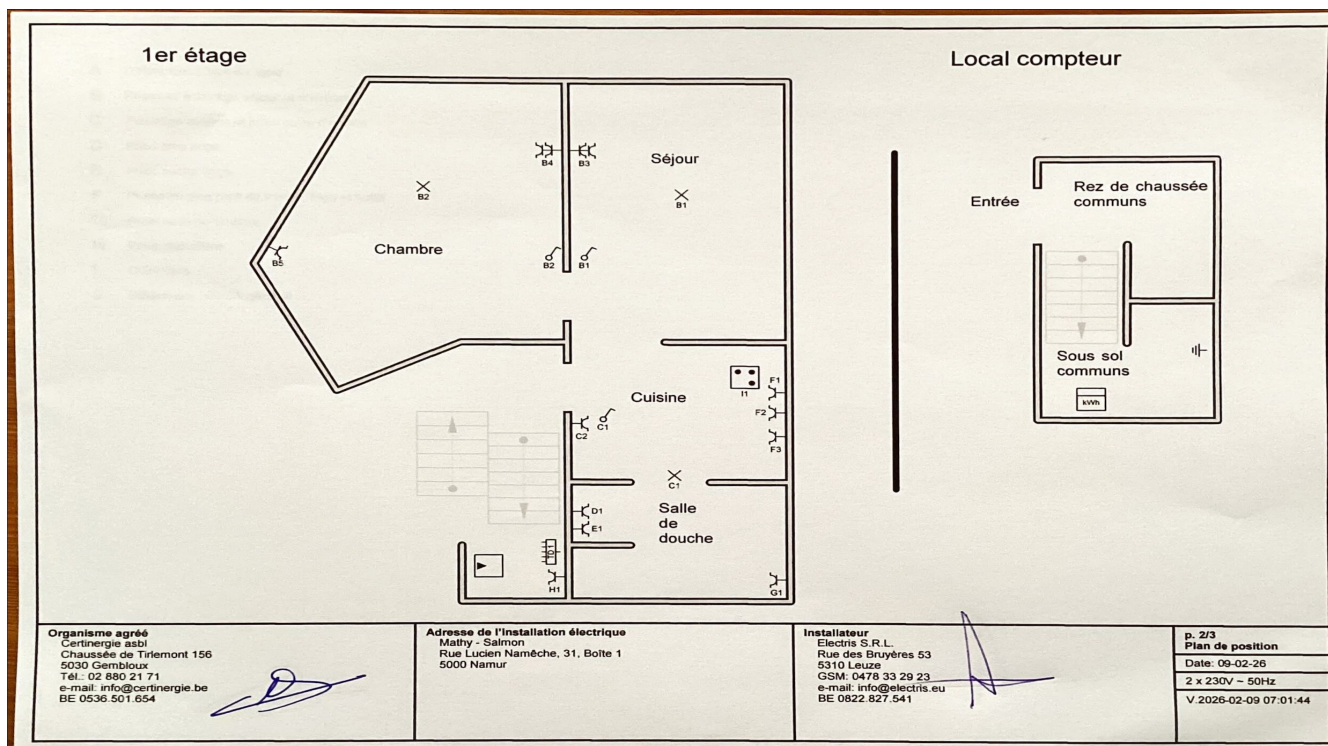 1er étage
Local compteur
B4
B3
Séjour
B2
B1
Entrée
Rez de chaussée
communs
Chambre
B5
B2
B1
Sous sol
communs
kWh
I1
F1
Cuisine
F2
C2
C1
F3
C1
D1
E1
Salle
de
douche
TD1
H1
G1
Organisme agréé
Certinergie asbl
Chaussée de Tirlemont 156
5030 Gembloux
Tél.: 02 880 21 71
e-mail: info@certinergie.be
BE 0536.501.654
Adresse de l'Installation électrique
Mathy - Salmon
Rue Lucien Namêche, 31, Boîte 1
5000 Namur
Installateur
Electris S.R.L.
Rue des Bruyères 53
5310 Leuze
GSM: 0478 33 29 23
e-mail: info@electris.eu
BE 0822.827.541
p. 2/3
Plan de position
Date: 09-02-26
2 x 230V ~ 50Hz
V.2026-02-09 07:01:44